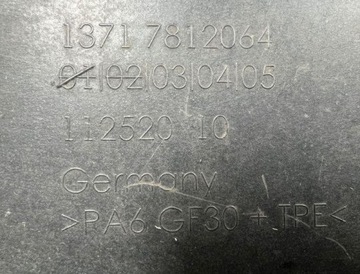 1371 7812064
01|02|03|04|05
112520 10
Germany
>PA6 GF30 + TPE<